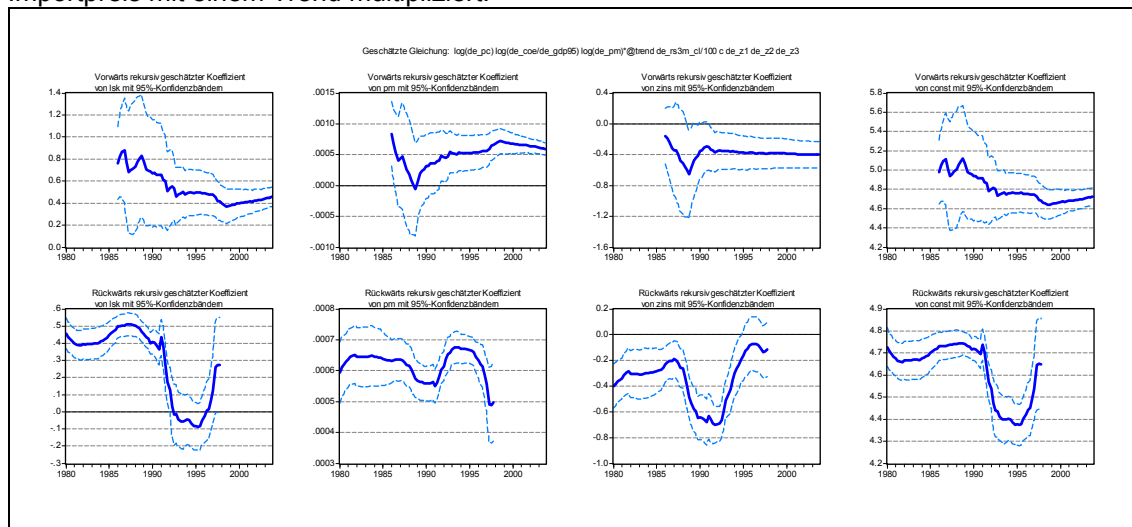 Importpreis mit einem Trend multipliziert.
Geschätzte Gleichung: log(de_pc) log(de_coe/de_gdp95) log(de_pm)*@trend de_rs3m_cl/100 c de_z1 de_z2 de_z3
Vorwärts rekursiv geschätzter Koeffizient
von lsk mit 95%-Konfidenzbändern
1.4
1.2
1.0
0.8
0.6
0.4
0.2
0.0
1980 1985 1990 1995 2000
Vorwärts rekursiv geschätzter Koeffizient
von pm mit 95%-Konfidenzbändern
.0015
.0010
.0005
.0000
-.0005
-.0010
1980 1985 1990 1995 2000
Vorwärts rekursiv geschätzter Koeffizient
von zins mit 95%-Konfidenzbändern
0.4
0.0
-0.4
-0.8
-1.2
-1.6
1980 1985 1990 1995 2000
Vorwärts rekursiv geschätzter Koeffizient
von const mit 95%-Konfidenzbändern
5.8
5.6
5.4
5.2
5.0
4.8
4.6
4.4
4.2
1980 1985 1990 1995 2000
Rückwärts rekursiv geschätzter Koeffizient
von lsk mit 95%-Konfidenzbändern
.6
.5
.4
.3
.2
.1
.0
-.1
-.2
-.3
1980 1985 1990 1995 2000
Rückwärts rekursiv geschätzter Koeffizient
von pm mit 95%-Konfidenzbändern
.0008
.0007
.0006
.0005
.0004
.0003
1980 1985 1990 1995 2000
Rückwärts rekursiv geschätzter Koeffizient
von zins mit 95%-Konfidenzbändern
0.2
0.0
-0.2
-0.4
-0.6
-0.8
-1.0
1980 1985 1990 1995 2000
Rückwärts rekursiv geschätzter Koeffizient
von const mit 95%-Konfidenzbändern
4.9
4.8
4.7
4.6
4.5
4.4
4.3
4.2
1980 1985 1990 1995 2000